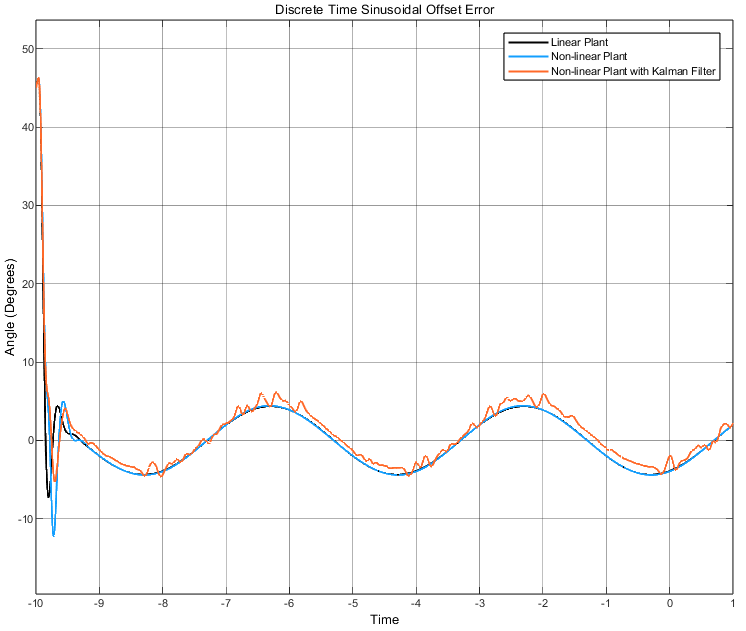 Discrete Time Sinusoidal Offset Error
Linear Plant
Non-linear Plant
Non-linear Plant with Kalman Filter
50
40
30
20
10
0
-10
Angle (Degrees)
-10 -9 -8 -7 -6 -5 -4 -3 -2 -1 0 1
Time